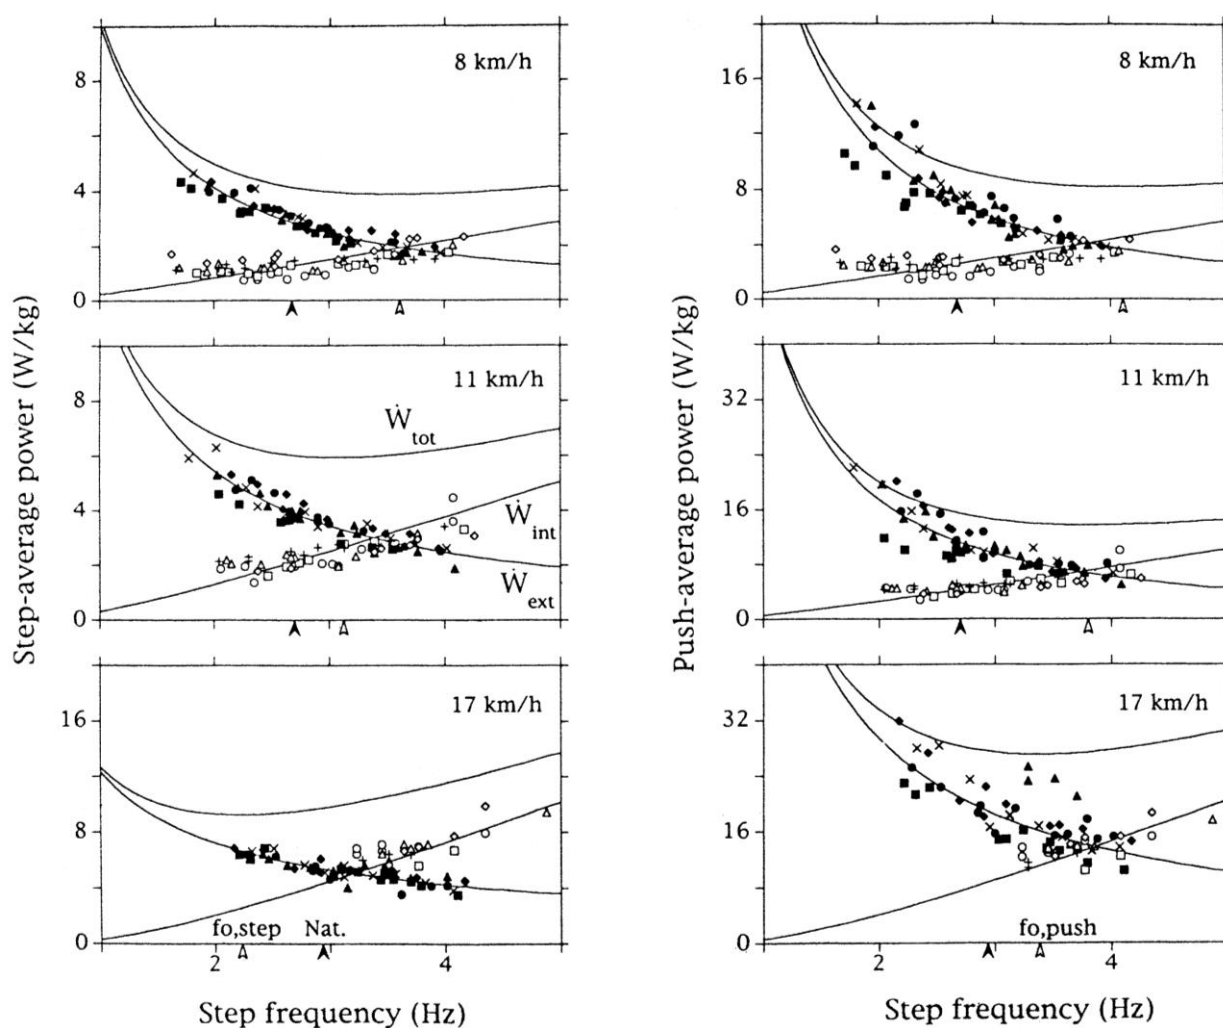 8 km/h
8
4
0
Step-average power (W/kg)
11 km/h
8
4
0
Ẇtot
Ẇint
Ẇext
17 km/h
16
8
0
fo,step Nat.
2 4
Step frequency (Hz)
8 km/h
16
8
0
Push-average power (W/kg)
11 km/h
32
16
0
17 km/h
32
16
0
fo,push
2 4
Step frequency (Hz)